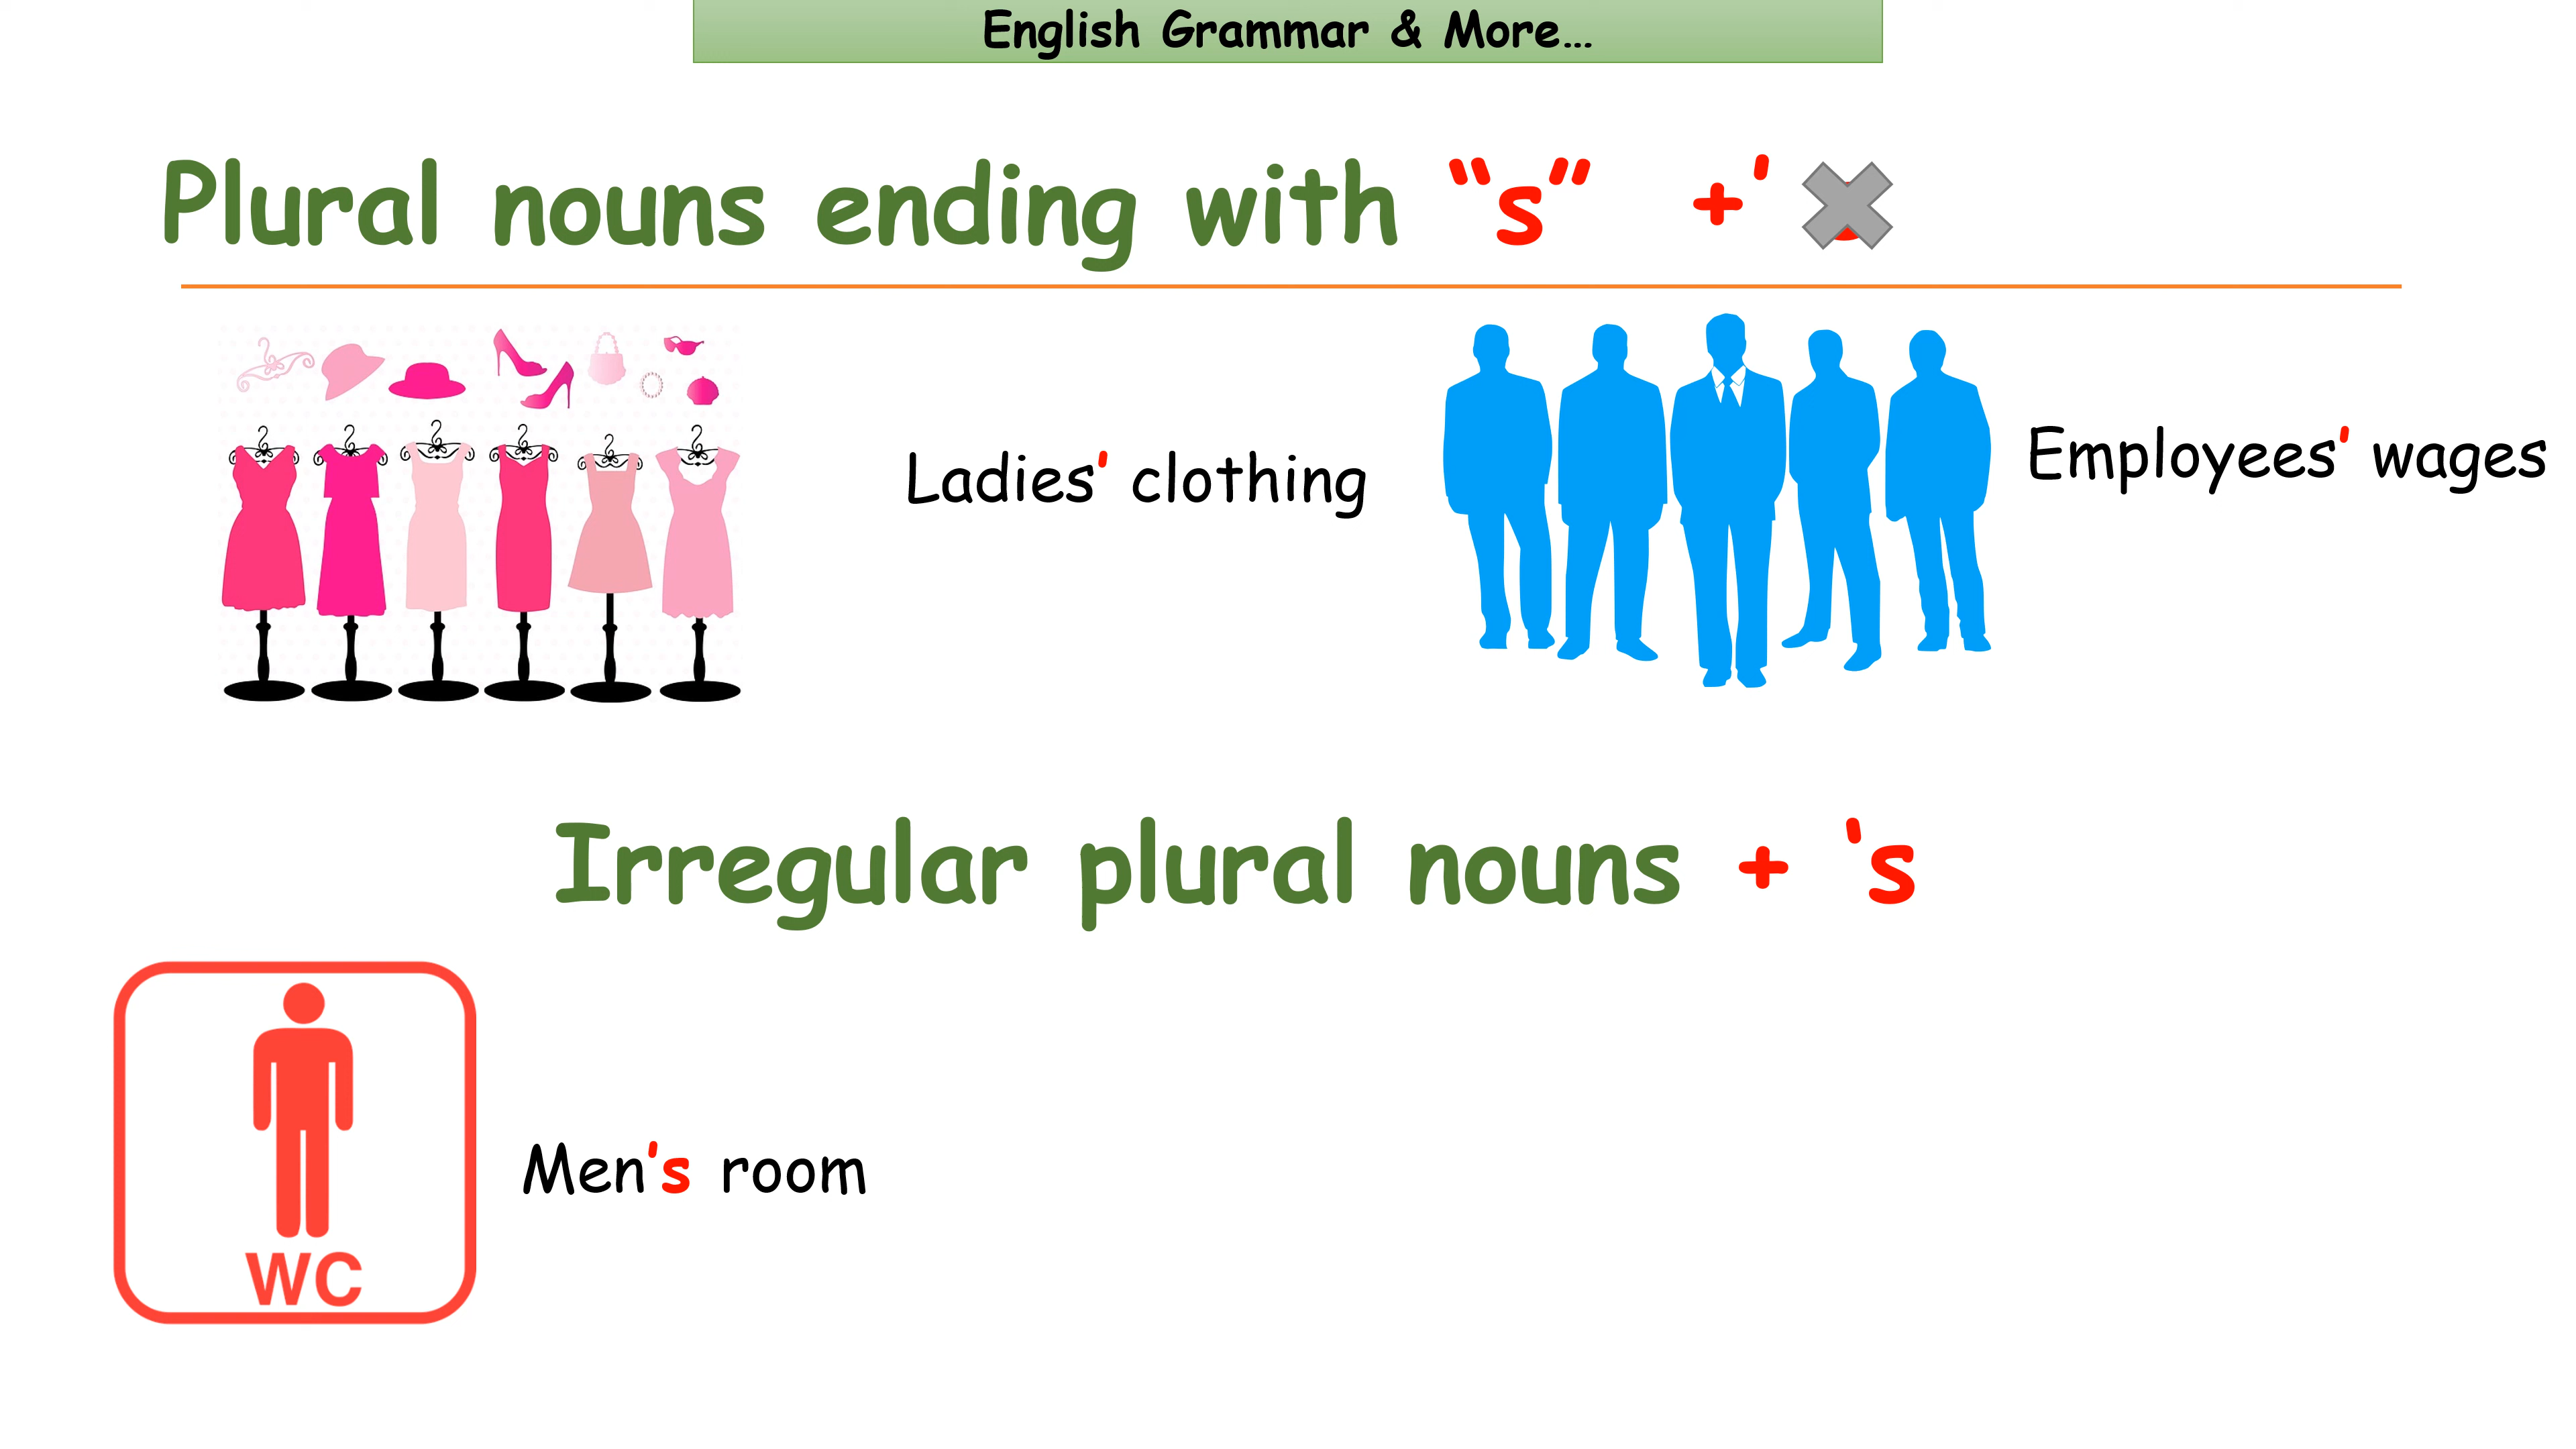 English Grammar & More...
Plural nouns ending with “s” +'
Ladies' clothing
Employees' wages
Irregular plural nouns + ‘s
WC
Men's room